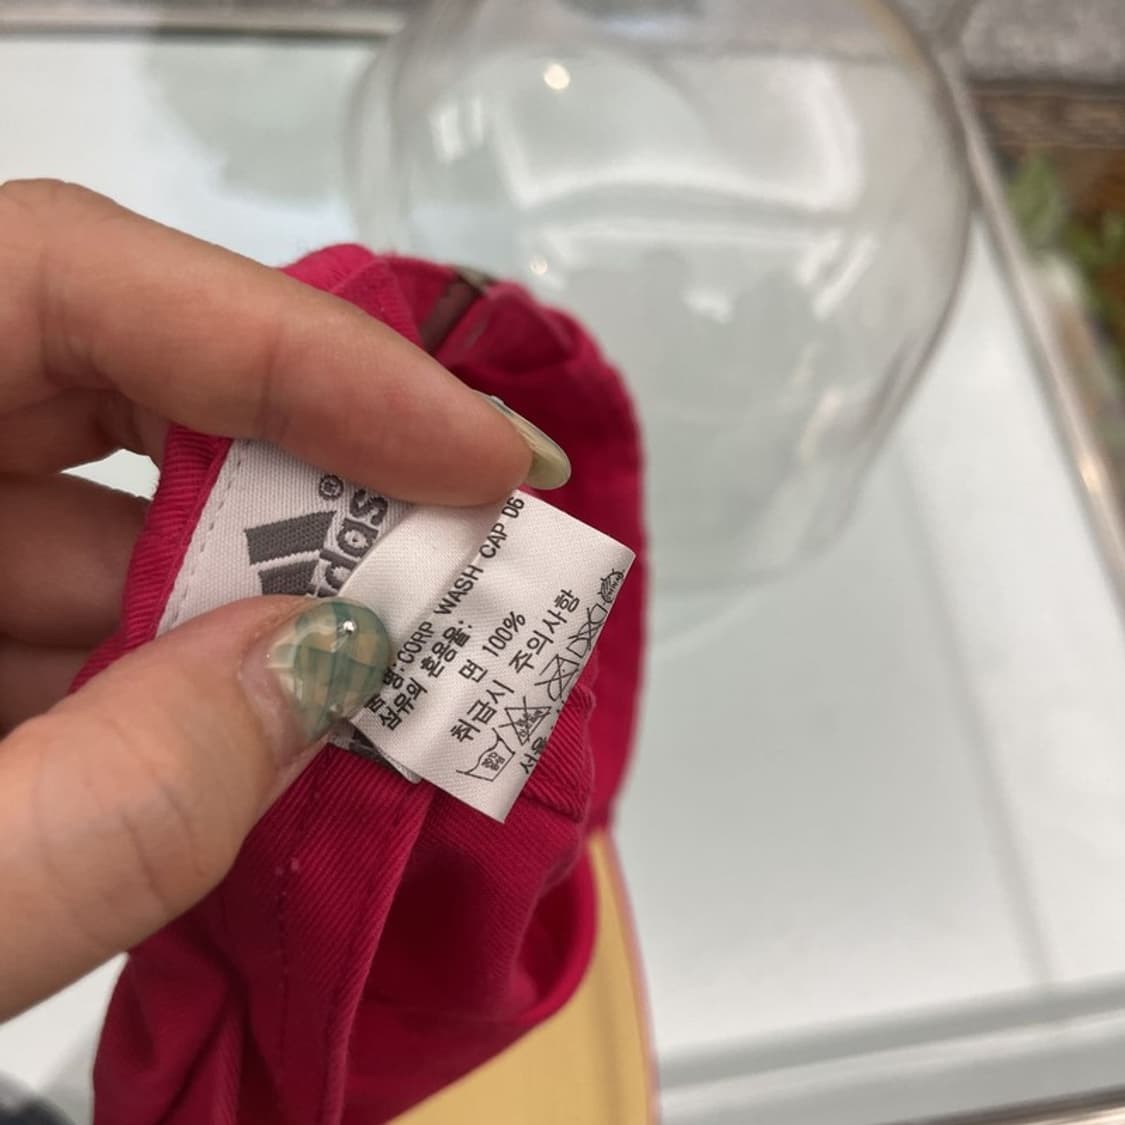 das®
:CORP WASH CAP D6
섬유의 혼용율:
면 100%
취급시 주의사항